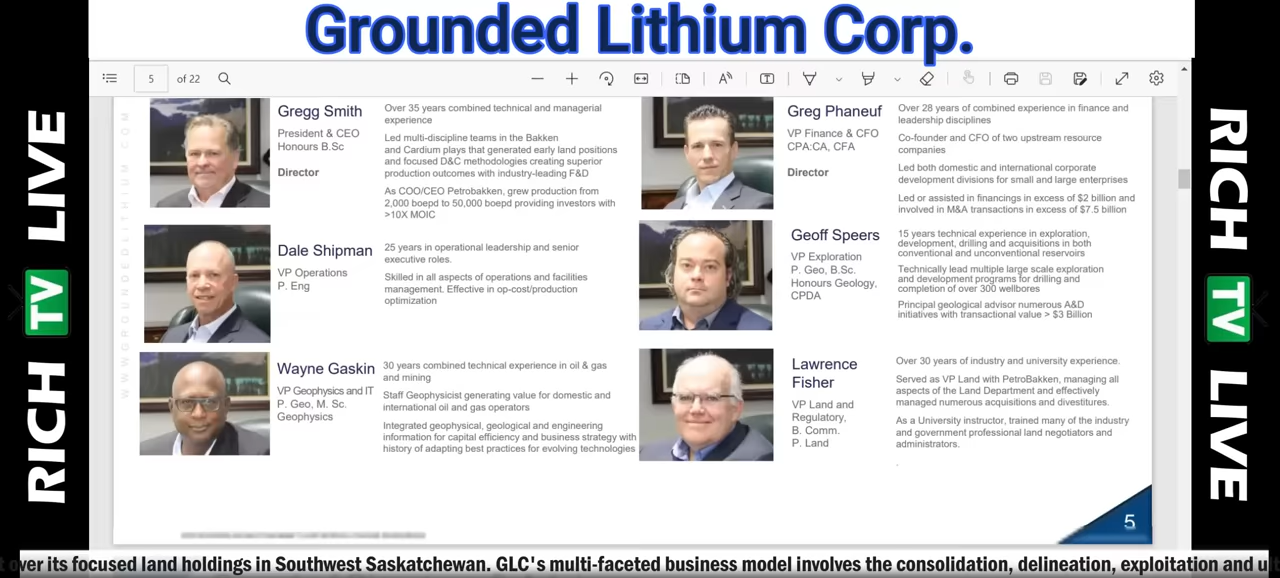 Grounded Lithium Corp.
5 of 22
Gregg Smith
President & CEO
Honours B.Sc
Director
Over 35 years combined technical and managerial
experience
Led multi-discipline teams in the Bakken
and Cardium plays that generated early land positions
and focused D&C methodologies creating superior
production outcomes with industry-leading F&D
As COO/CEO Petrobakken, grew production from
2,000 boepd to 50,000 boepd providing investors with
>10X MOIC
Greg Phaneuf
VP Finance & CFO
CPA:CA, CFA
Director
Over 28 years of combined experience in finance and
leadership disciplines
Co-founder and CFO of two upstream resource
companies
Led both domestic and international corporate
development divisions for small and large enterprises
Led or assisted in financings in excess of $2 billion and
involved in M&A transactions in excess of $7.5 billion
Dale Shipman
VP Operations
P. Eng
25 years in operational leadership and senior
executive roles.
Skilled in all aspects of operations and facilities
management. Effective in op-cost/production
optimization
Geoff Speers
VP Exploration
P. Geo, B.Sc.
Honours Geology,
CPDA
15 years technical experience in exploration,
development, drilling and acquisitions in both
conventional and unconventional reservoirs
Technically lead multiple large scale exploration
and development programs for drilling and
completion of over 300 wellbores
Principal geological advisor numerous A&D
initiatives with transactional value > $3 Billion
Wayne Gaskin
VP Geophysics and IT
P. Geo, M. Sc.
Geophysics
30 years combined technical experience in oil & gas
and mining
Staff Geophysicist generating value for domestic and
international oil and gas operators
Integrated geophysical, geological and engineering
information for capital efficiency and business strategy with
history of adapting best practices for evolving technologies
Lawrence
Fisher
VP Land and
Regulatory,
B. Comm.
P. Land
Over 30 years of industry and university experience.
Served as VP Land with PetroBakken, managing all
aspects of the Land Department and effectively
managed numerous acquisitions and divestitures.
As a University instructor, trained many of the industry
and government professional land negotiators and
administrators.
5
RICH TV LIVE
RICH TV LIVE
WWW.GROUNDEDLITHIUM.COM
over its focused land holdings in Southwest Saskatchewan. GLC's multi-faceted business model involves the consolidation, delineation, exploitation and